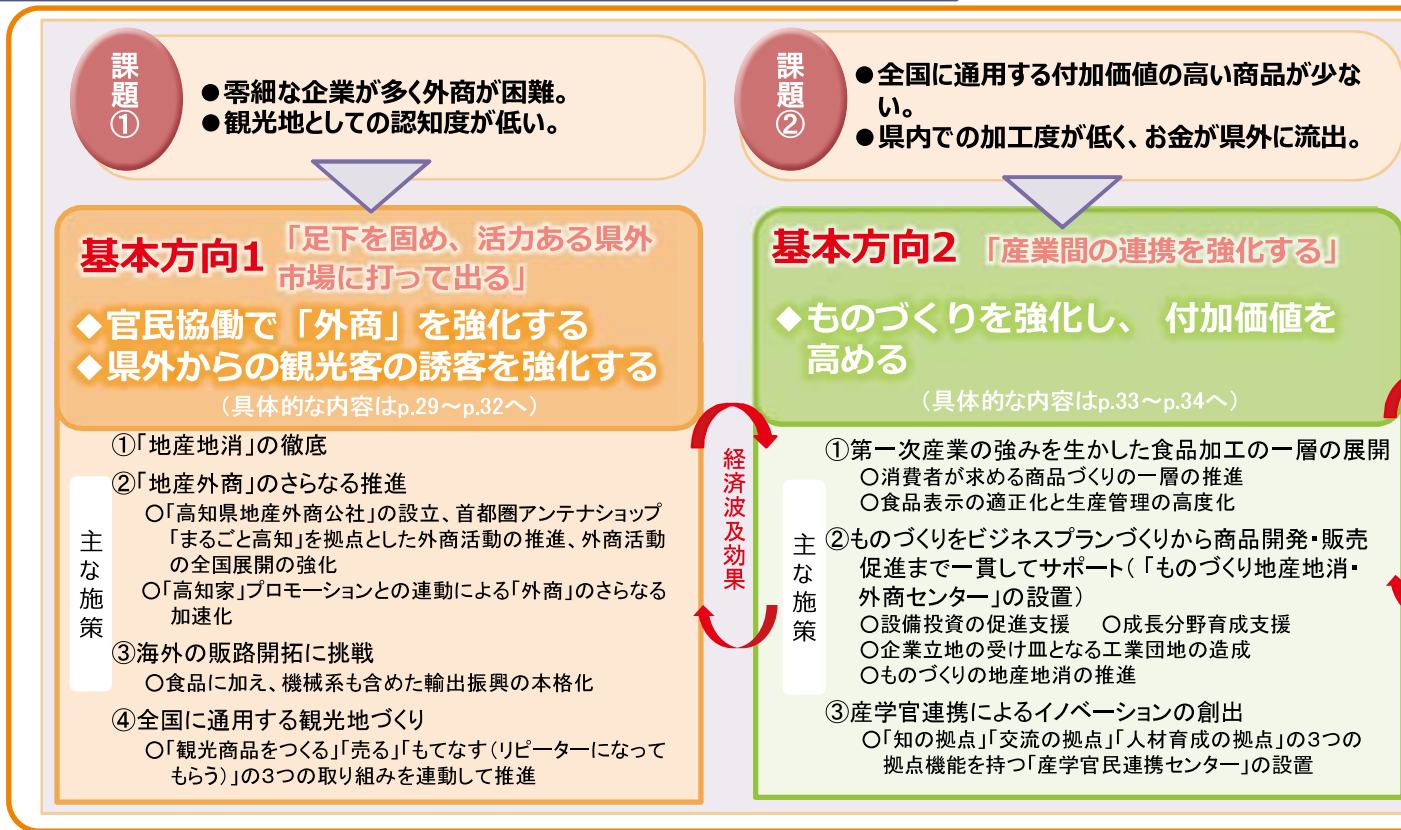 課題①
●零細な企業が多く外商が困難。
●観光地としての認知度が低い。
基本方向1
「足下を固め、活力ある県外
市場に打って出る」
◆官民協働で「外商」を強化する
◆県外からの観光客の誘客を強化する
(具体的な内容はp.29～p.32へ)
主な施策
①「地産地消」の徹底
②「地産外商」のさらなる推進
○「高知県地産外商公社」の設立、首都圏アンテナショップ
「まるごと高知」を拠点とした外商活動の推進、外商活動
の全国展開の強化
○「高知家」プロモーションとの連動による「外商」のさらなる
加速化
③海外の販路開拓に挑戦
○食品に加え、機械系も含めた輸出振興の本格化
④全国に通用する観光地づくり
○「観光商品をつくる」「売る」「もてなす(リピーターになって
もらう)」の3つの取り組みを連動して推進
経済波及効果
課題②
●全国に通用する付加価値の高い商品が少な
い。
●県内での加工度が低く、お金が県外に流出。
基本方向2
「産業間の連携を強化する」
◆ものづくりを強化し、 付加価値を
高める
(具体的な内容はp.33～p.34へ)
主な施策
①第一次産業の強みを生かした食品加工の一層の展開
○消費者が求める商品づくりの一層の推進
○食品表示の適正化と生産管理の高度化
②ものづくりをビジネスプランづくりから商品開発・販売
促進まで一貫してサポート(「ものづくり地産地消・
外商センター」の設置)
○設備投資の促進支援 ○成長分野育成支援
○企業立地の受け皿となる工業団地の造成
○ものづくりの地産地消の推進
③産学官連携によるイノベーションの創出
○「知の拠点」「交流の拠点」「人材育成の拠点」の3つの
拠点機能を持つ「産学官民連携センター」の設置